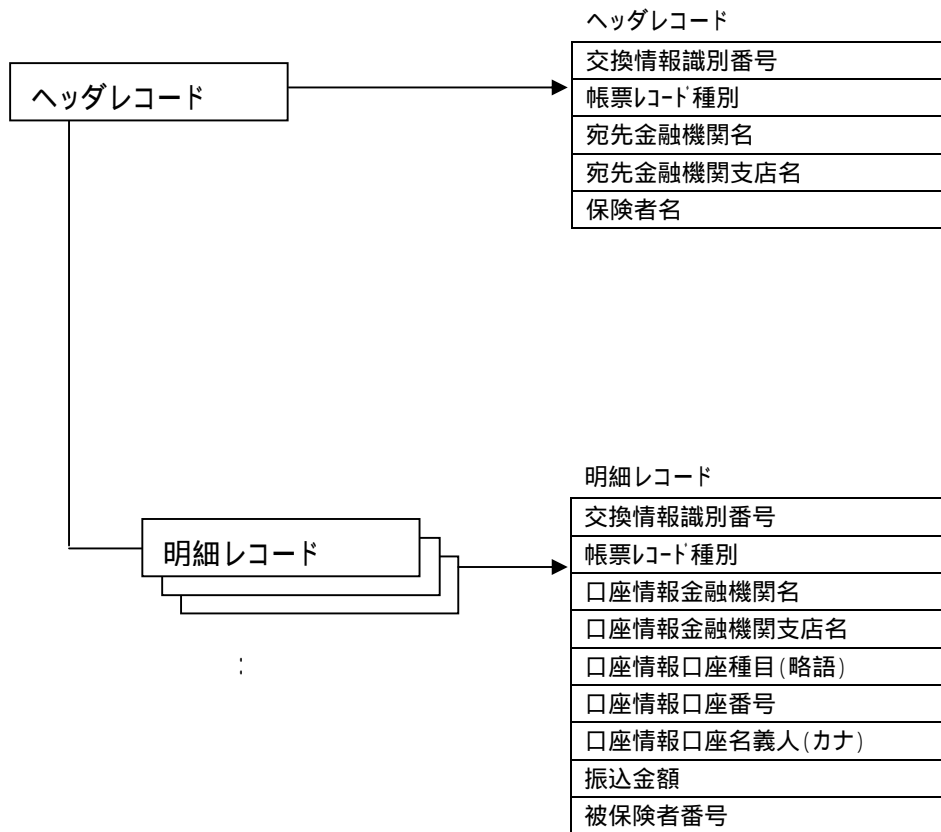 ヘッダレコード
ヘッダレコード
交換情報識別番号
帳票ﾚｺｰﾄﾞ種別
宛先金融機関名
宛先金融機関支店名
保険者名
明細レコード
明細レコード
:
交換情報識別番号
帳票ﾚｺｰﾄﾞ種別
口座情報金融機関名
口座情報金融機関支店名
口座情報口座種目(略語)
口座情報口座番号
口座情報口座名義人(カナ)
振込金額
被保険者番号